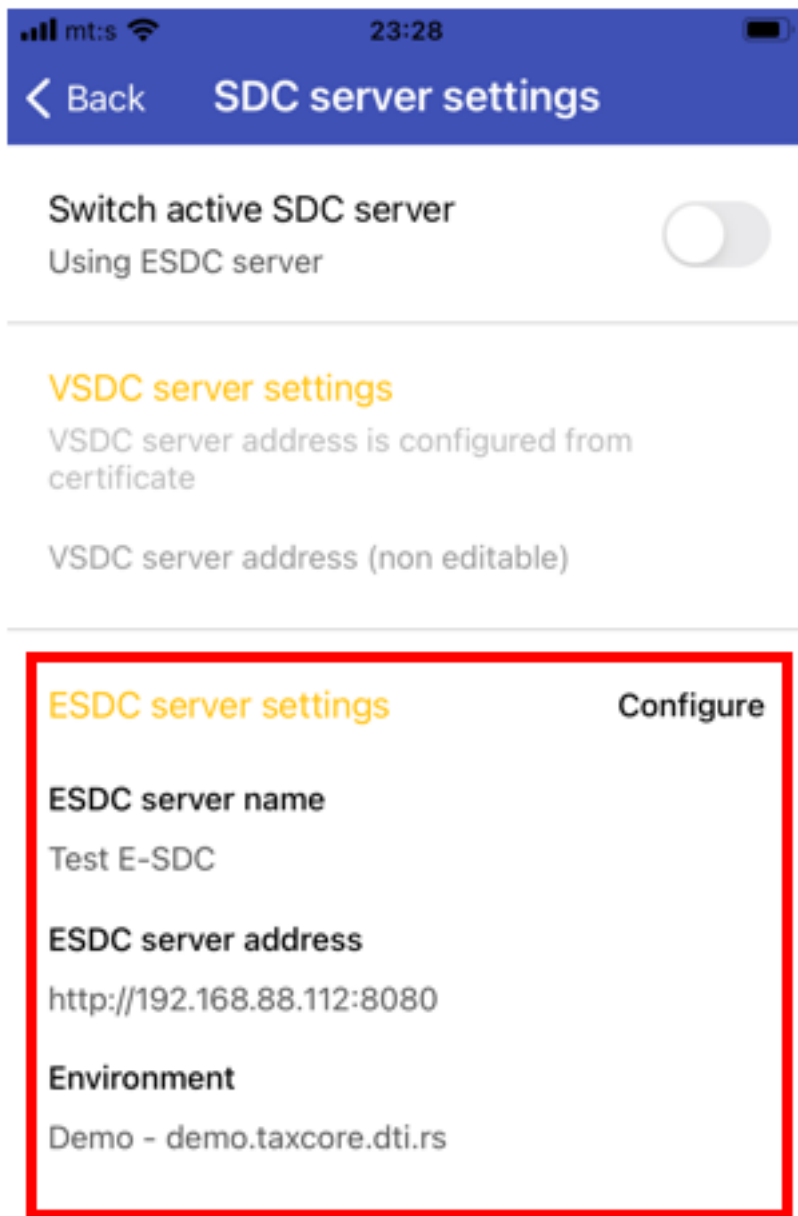 mt:s 23:28
Back SDC server settings
Switch active SDC server
Using ESDC server
VSDC server settings
VSDC server address is configured from
certificate
VSDC server address (non editable)
ESDC server settings Configure
ESDC server name
Test E-SDC
ESDC server address
http://192.168.88.112:8080
Environment
Demo - demo.taxcore.dti.rs